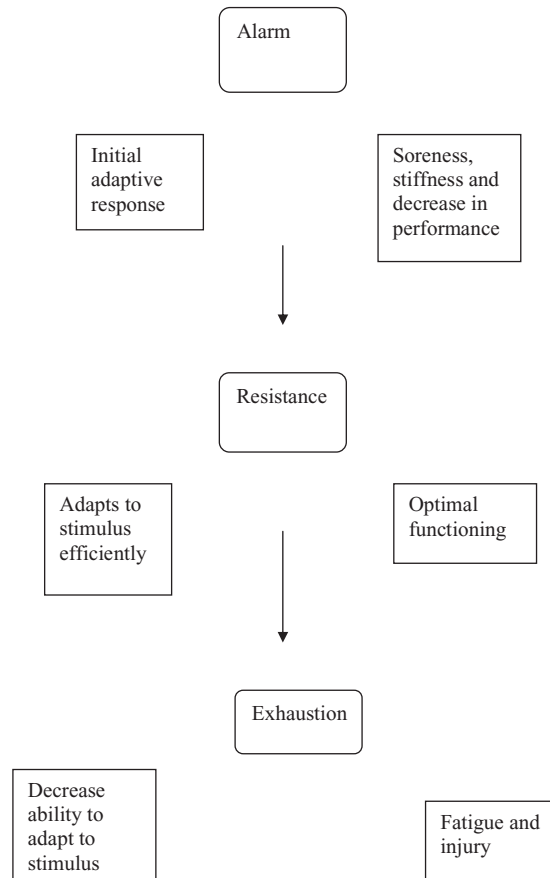 Alarm
Initial
adaptive
response
Soreness,
stiffness and
decrease in
performance
Resistance
Adapts to
stimulus
efficiently
Optimal
functioning
Exhaustion
Decrease
ability to
adapt to
stimulus
Fatigue and
injury